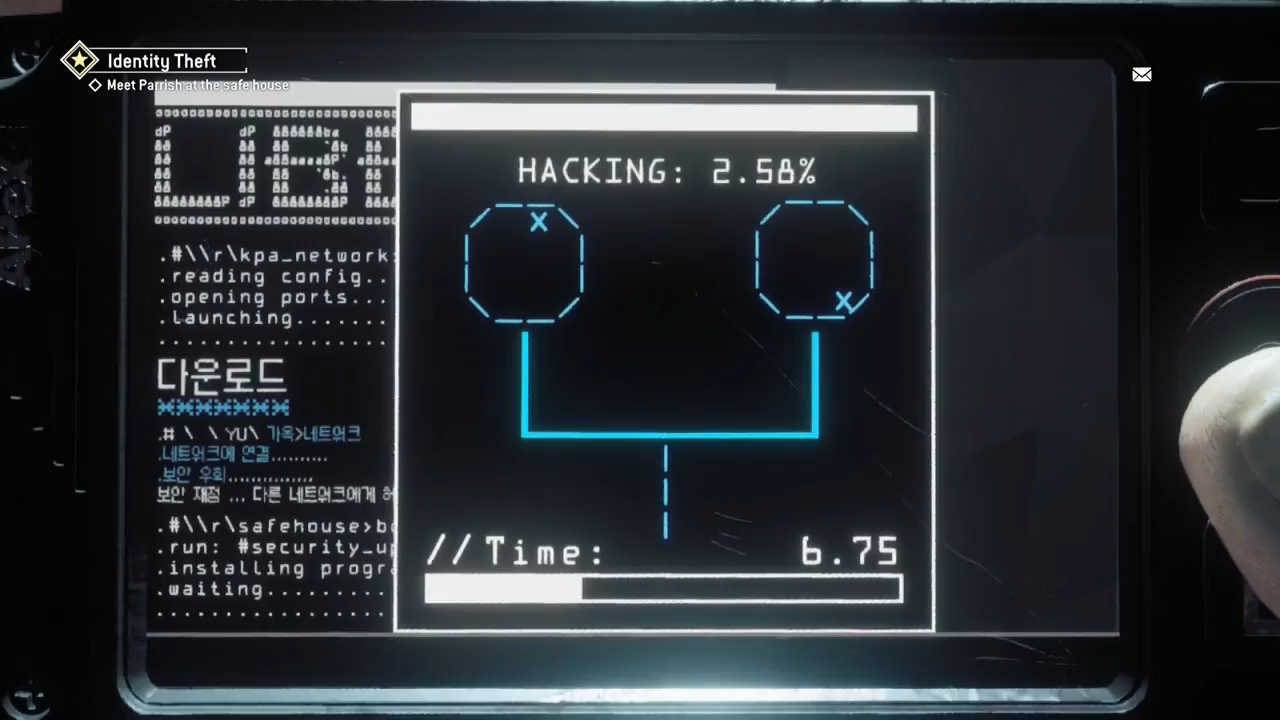 Identity Theft
Meet Parrish at the safe house
HACKING: 2.58%
.#\\r\kpa_network
.reading config..
.opening ports...
.launching.......
다운로드
.# \ \ YU\ 가옥>네트워크
.네트워크에 연결..........
.보안 우회..............
보안 재점 ... 다른 네트워크에게
.#\\r\safehouse>b
.run: #security_up
.installing progra
.waiting.........
//Time: 6.75
APEX